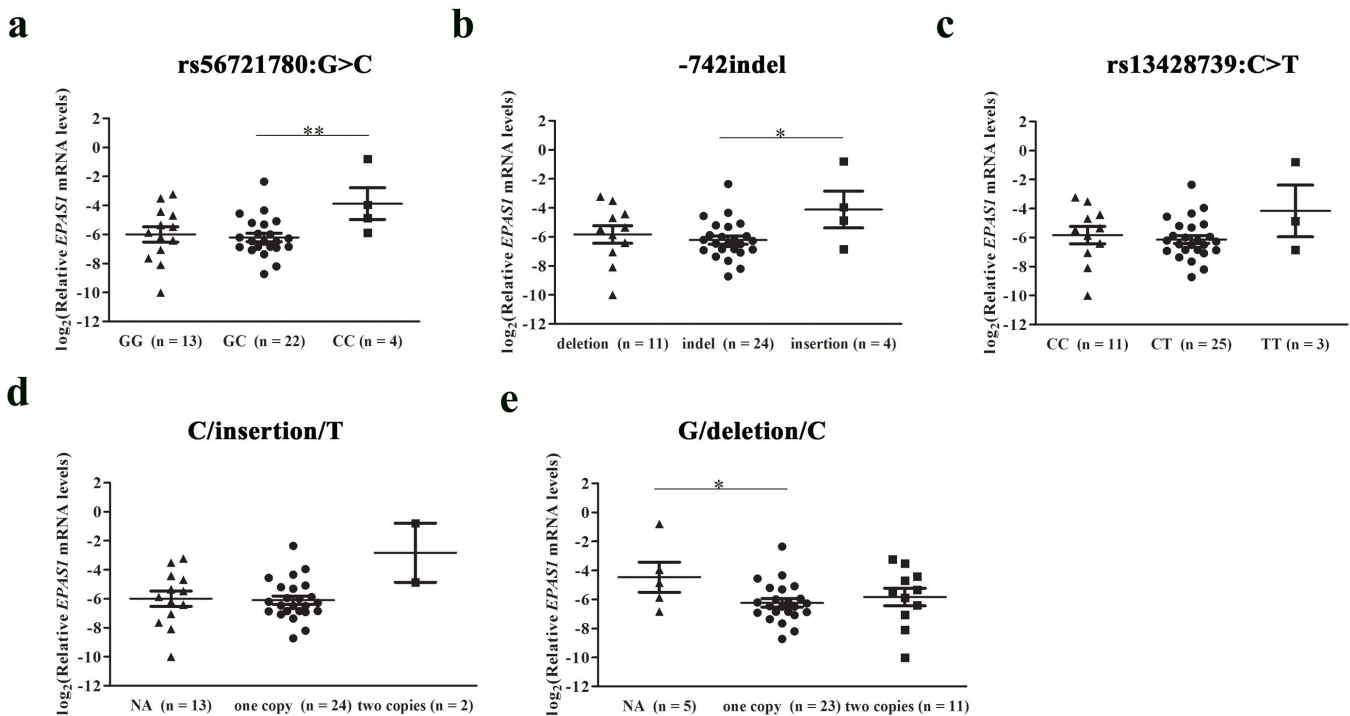 a
rs56721780:G>C
log2(Relative EPAS1 mRNA levels)
2
0
-2
-4
-6
-8
-10
-12
**
GG (n = 13) GC (n = 22) CC (n = 4)
b
-742indel
log2(Relative EPAS1 mRNA levels)
2
0
-2
-4
-6
-8
-10
-12
*
deletion (n = 11) indel (n = 24) insertion (n = 4)
c
rs13428739:C>T
log2(Relative EPAS1 mRNA levels)
2
0
-2
-4
-6
-8
-10
-12
CC (n = 11) CT (n = 25) TT (n = 3)
d
C/insertion/T
log2(Relative EPAS1 mRNA levels)
2
0
-2
-4
-6
-8
-10
-12
NA (n = 13) one copy (n = 24) two copies (n = 2)
e
G/deletion/C
log2(Relative EPAS1 mRNA levels)
2
0
-2
-4
-6
-8
-10
-12
*
NA (n = 5) one copy (n = 23) two copies (n = 11)